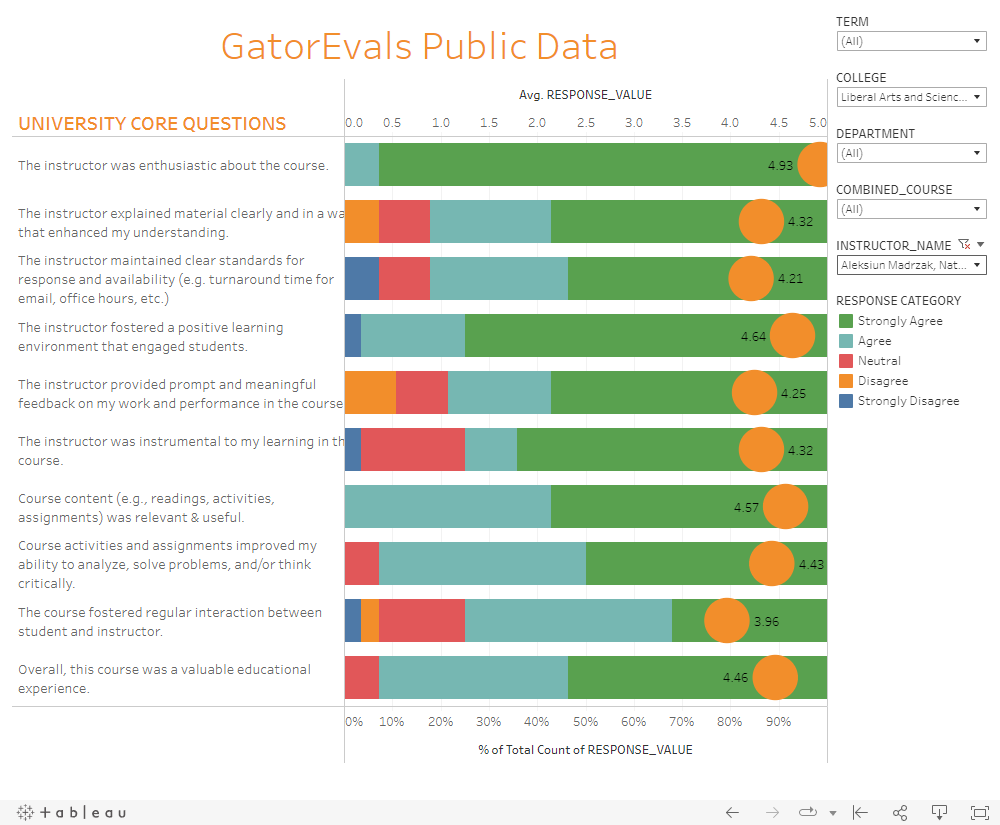 GatorEvals Public Data
TERM
(All)
COLLEGE
Liberal Arts and Scienc...
DEPARTMENT
(All)
COMBINED_COURSE
(All)
INSTRUCTOR_NAME
Aleksiun Madrzak, Nat...
RESPONSE CATEGORY
Strongly Agree
Agree
Neutral
Disagree
Strongly Disagree
Avg. RESPONSE_VALUE
UNIVERSITY CORE QUESTIONS
0.0 0.5 1.0 1.5 2.0 2.5 3.0 3.5 4.0 4.5 5.0
The instructor was enthusiastic about the course.
4.93
The instructor explained material clearly and in a wa
that enhanced my understanding.
4.32
The instructor maintained clear standards for
response and availability (e.g. turnaround time for
email, office hours, etc.)
4.21
The instructor fostered a positive learning
environment that engaged students.
4.64
The instructor provided prompt and meaningful
feedback on my work and performance in the course
4.25
The instructor was instrumental to my learning in th
course.
4.32
Course content (e.g., readings, activities,
assignments) was relevant & useful.
4.57
Course activities and assignments improved my
ability to analyze, solve problems, and/or think
critically.
4.43
The course fostered regular interaction between
student and instructor.
3.96
Overall, this course was a valuable educational
experience.
4.46
0% 10% 20% 30% 40% 50% 60% 70% 80% 90%
% of Total Count of RESPONSE_VALUE
+ableau